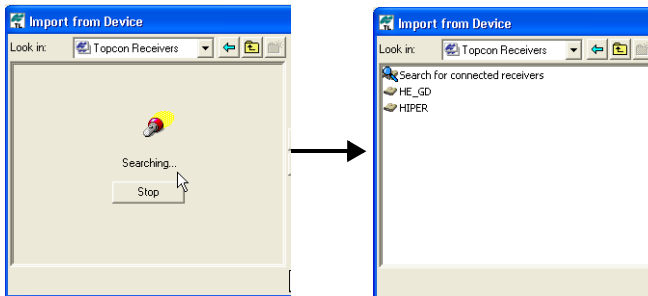 Import from Device
Look in: Topcon Receivers
Searching...
Stop
Import from Device
Look in: Topcon Receivers
Search for connected receivers
HE_GD
HIPER